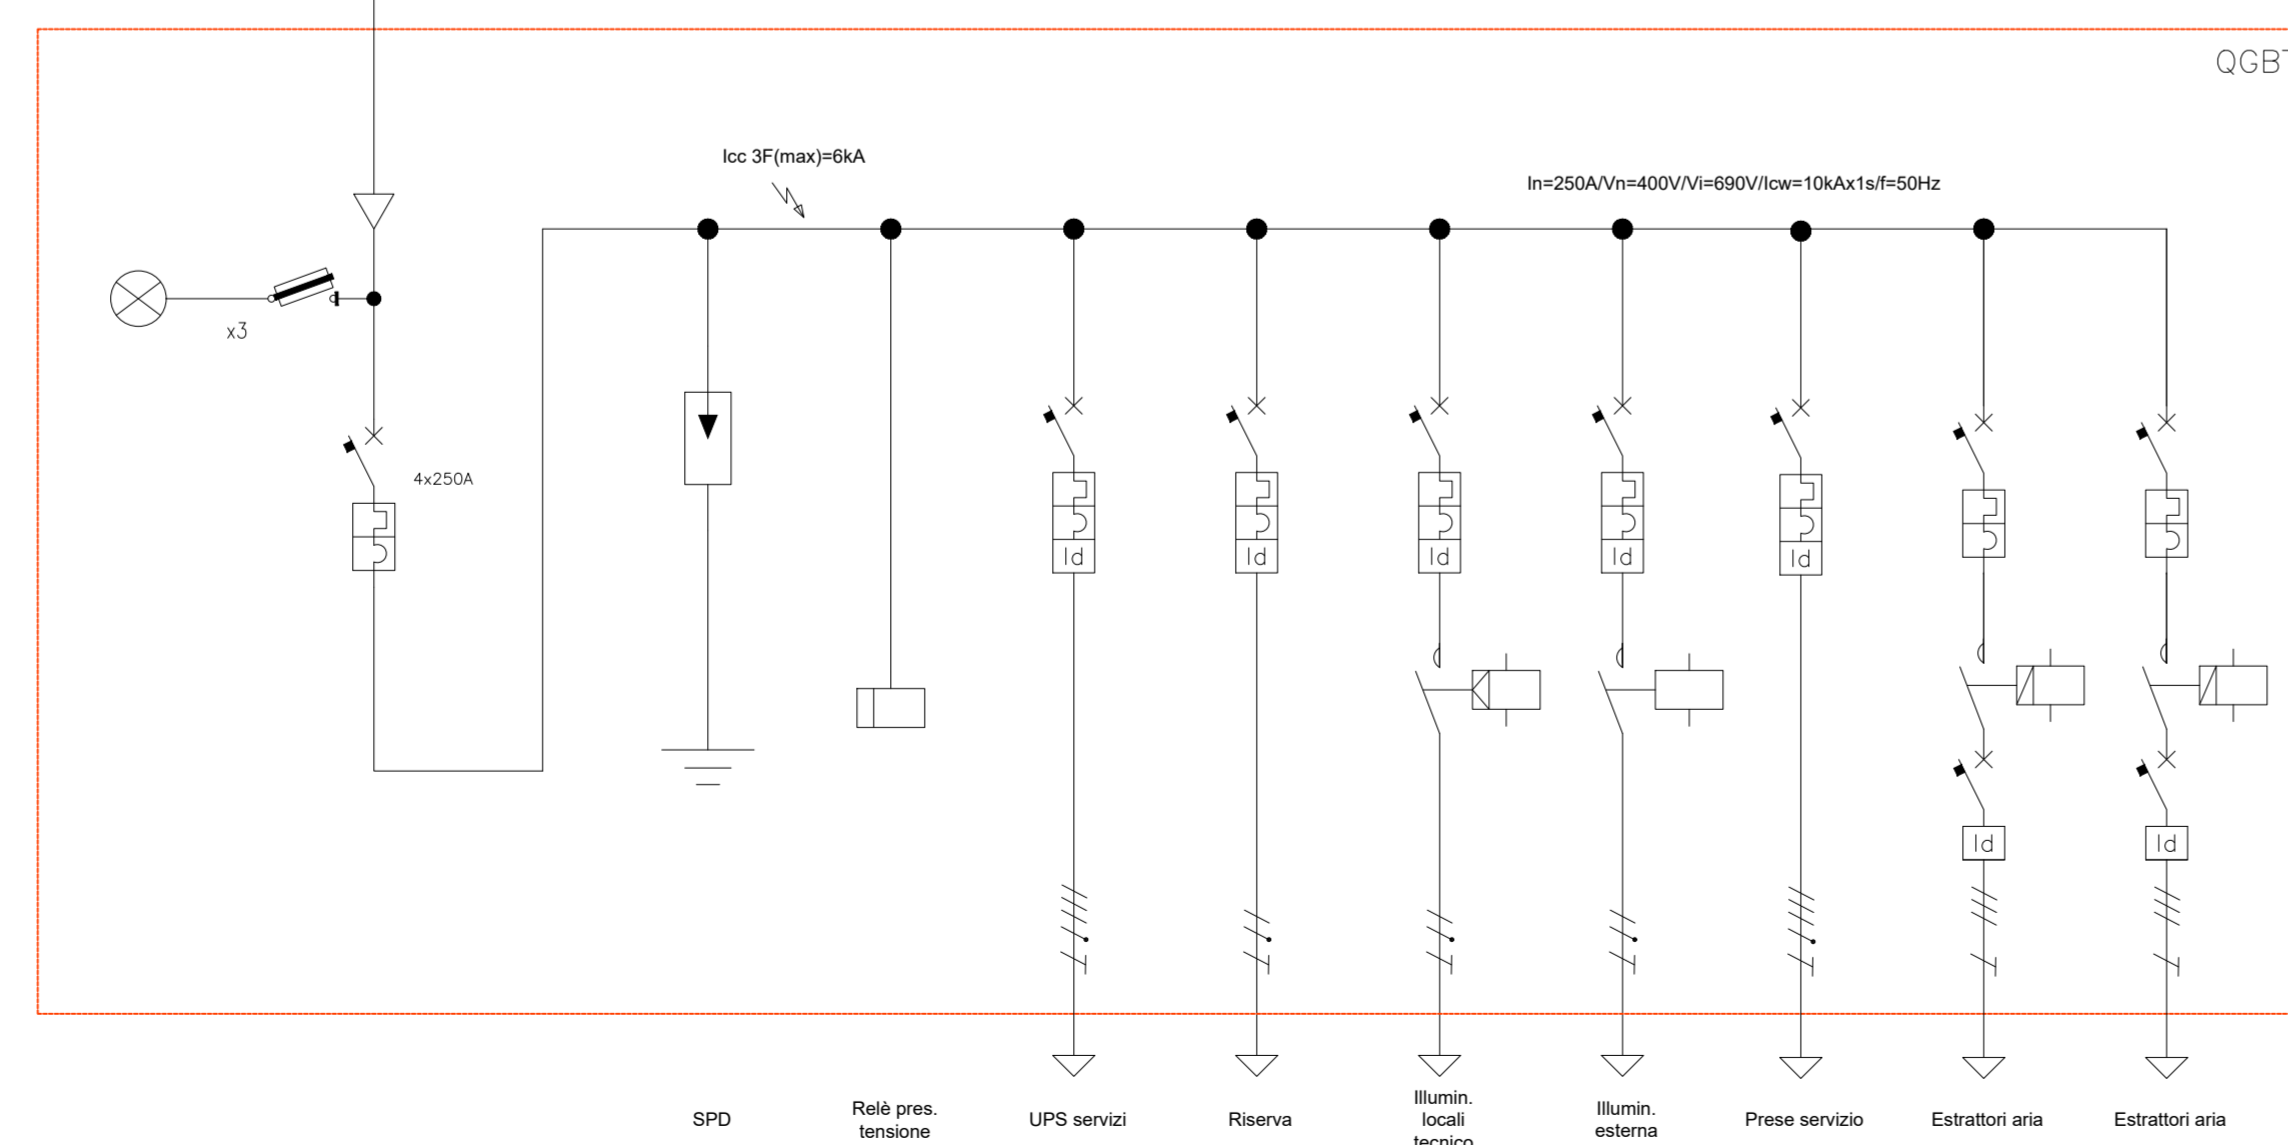 QGBT
Icc 3F(max)=6kA
In=250A/Vn=400V/Vi=690V/Icw=10kAx1s/f=50Hz
x3
4x250A
Id
Id
Id
Id
Id
Id
Id
SPD
Relè pres.
tensione
UPS servizi
Riserva
Illumin.
locali
tecnico
Illumin.
esterna
Prese servizio
Estrattori aria
Estrattori aria